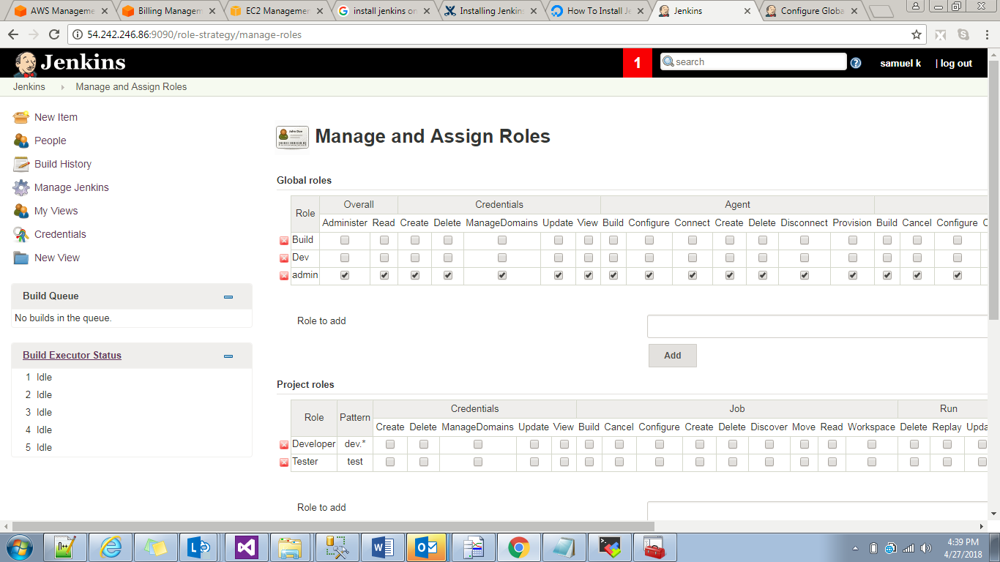 AWS Manageme
Billing Managem
EC2 Managemen
install jenkins on
Installing Jenkins
How To Install Je
Jenkins
Configure Globa
54.242.246.86:9090/role-strategy/manage-roles
Jenkins
1
search
samuel k
| log out
Jenkins
Manage and Assign Roles
New Item
People
Build History
Manage Jenkins
My Views
Credentials
New View
Build Queue
No builds in the queue.
Build Executor Status
1 Idle
2 Idle
3 Idle
4 Idle
5 Idle
Manage and Assign Roles
Global roles
Role Overall Credentials Agent
Administer Read Create Delete ManageDomains Update View Build Configure Connect Create Delete Disconnect Provision Build Cancel Configure
Build
Dev
admin
Role to add
Add
Project roles
Role Pattern Credentials Job Run
Create Delete ManageDomains Update View Build Cancel Configure Create Delete Discover Move Read Workspace Delete Replay Upda
Developer dev.*
Tester test
Role to add
4:39 PM
4/27/2018